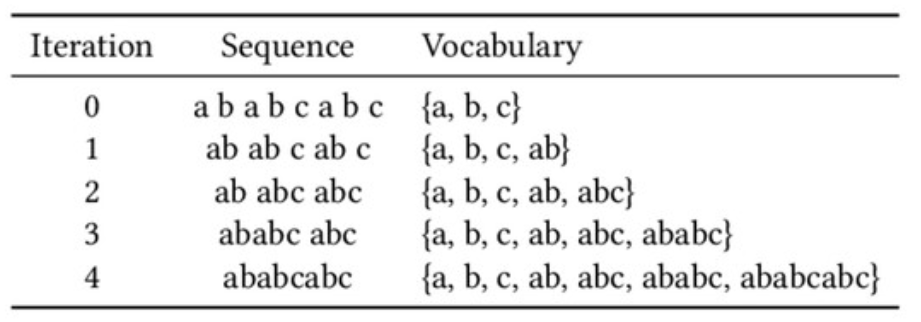 Iteration Sequence Vocabulary
0 a b a b c a b c {a, b, c}
1 ab ab c ab c {a, b, c, ab}
2 ab abc abc {a, b, c, ab, abc}
3 ababc abc {a, b, c, ab, abc, ababc}
4 ababcabc {a, b, c, ab, abc, ababc, ababcabc}